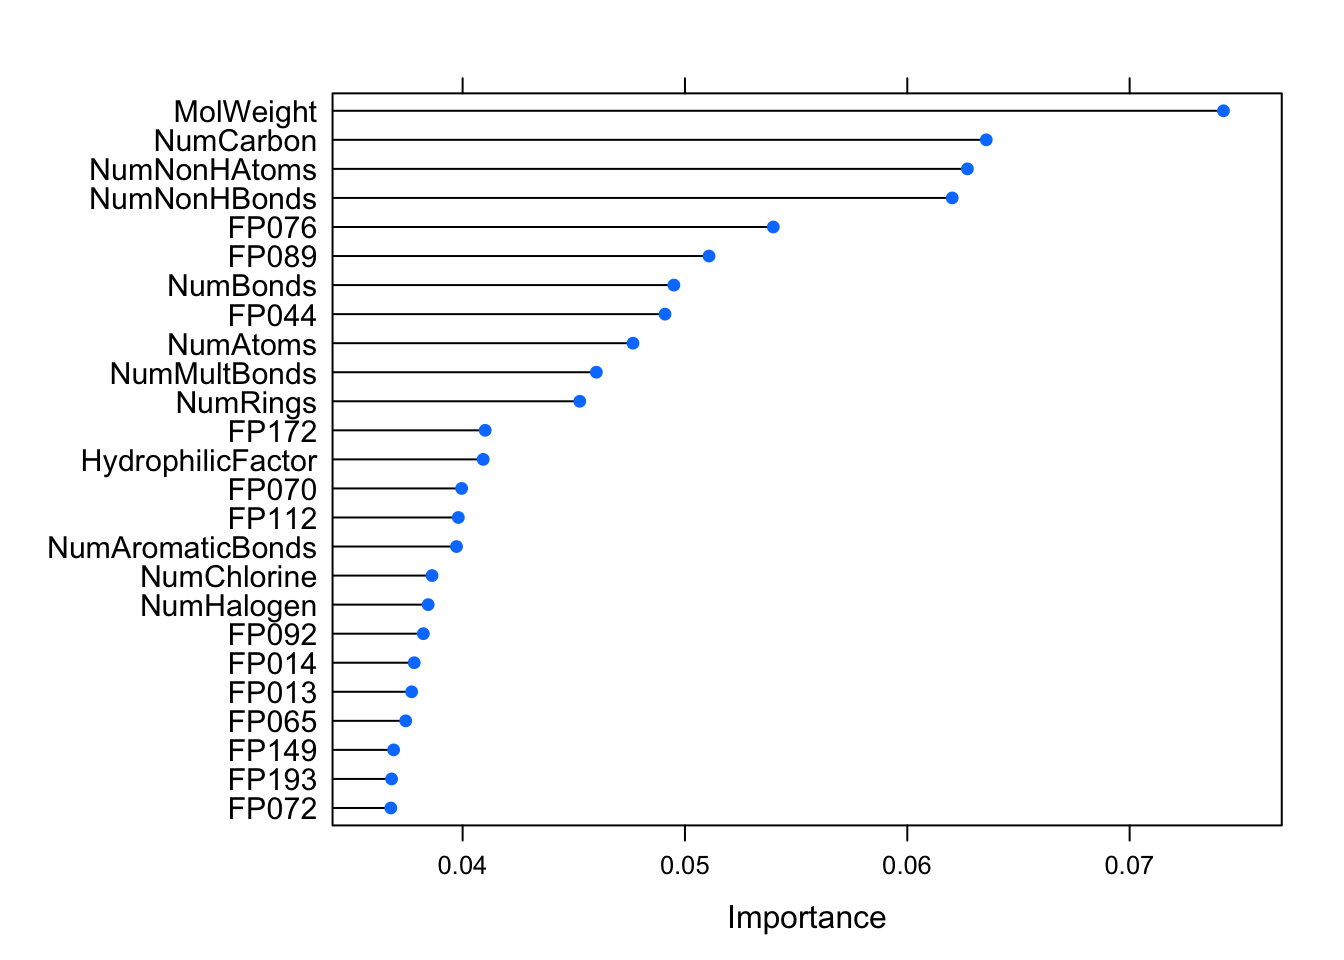 MolWeight
NumCarbon
NumNonHAtoms
NumNonHBonds
FP076
FP089
NumBonds
FP044
NumAtoms
NumMultBonds
NumRings
FP172
HydrophilicFactor
FP070
FP112
NumAromaticBonds
NumChlorine
NumHalogen
FP092
FP014
FP013
FP065
FP149
FP193
FP072
0.04 0.05 0.06 0.07
Importance